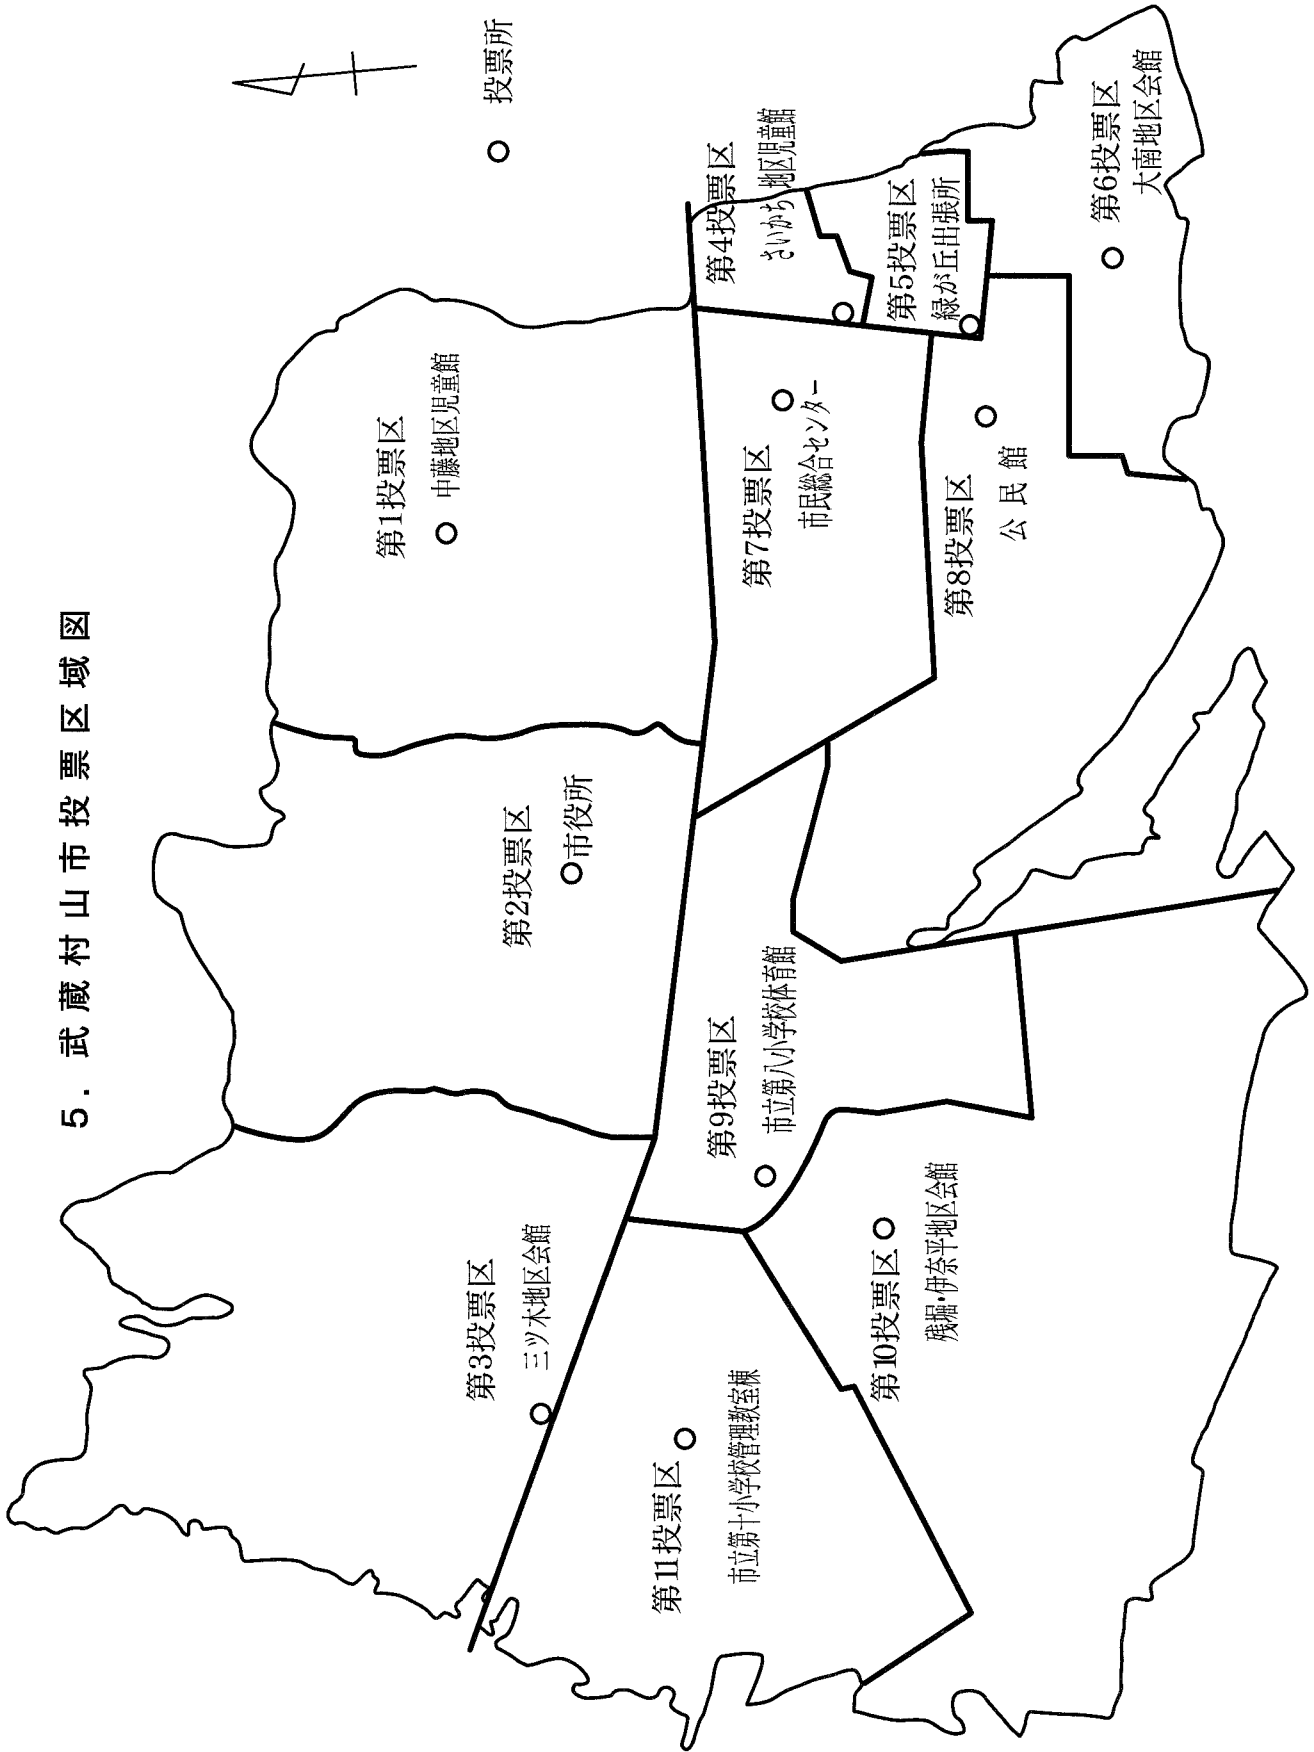 5．武蔵村山市投票区域図
投票所
第1投票区
中藤地区児童館
第2投票区
市役所
第3投票区
三ツ木地区会館
第4投票区
さいかち地区児童館
第5投票区
緑が丘出張所
第6投票区
大南地区会館
第7投票区
市民総合センター
第8投票区
公民館
第9投票区
市立第八小学校体育館
第10投票区
残堀・伊奈平地区会館
第11投票区
市立第十小学校管理教室棟